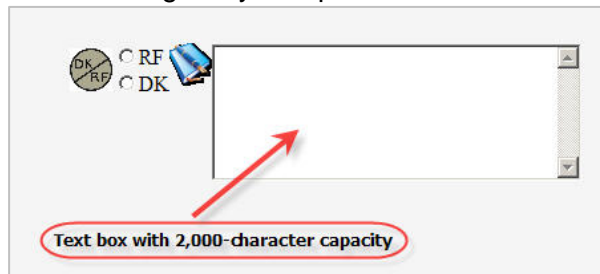 DK/RF
RF
DK
Text box with 2,000-character capacity